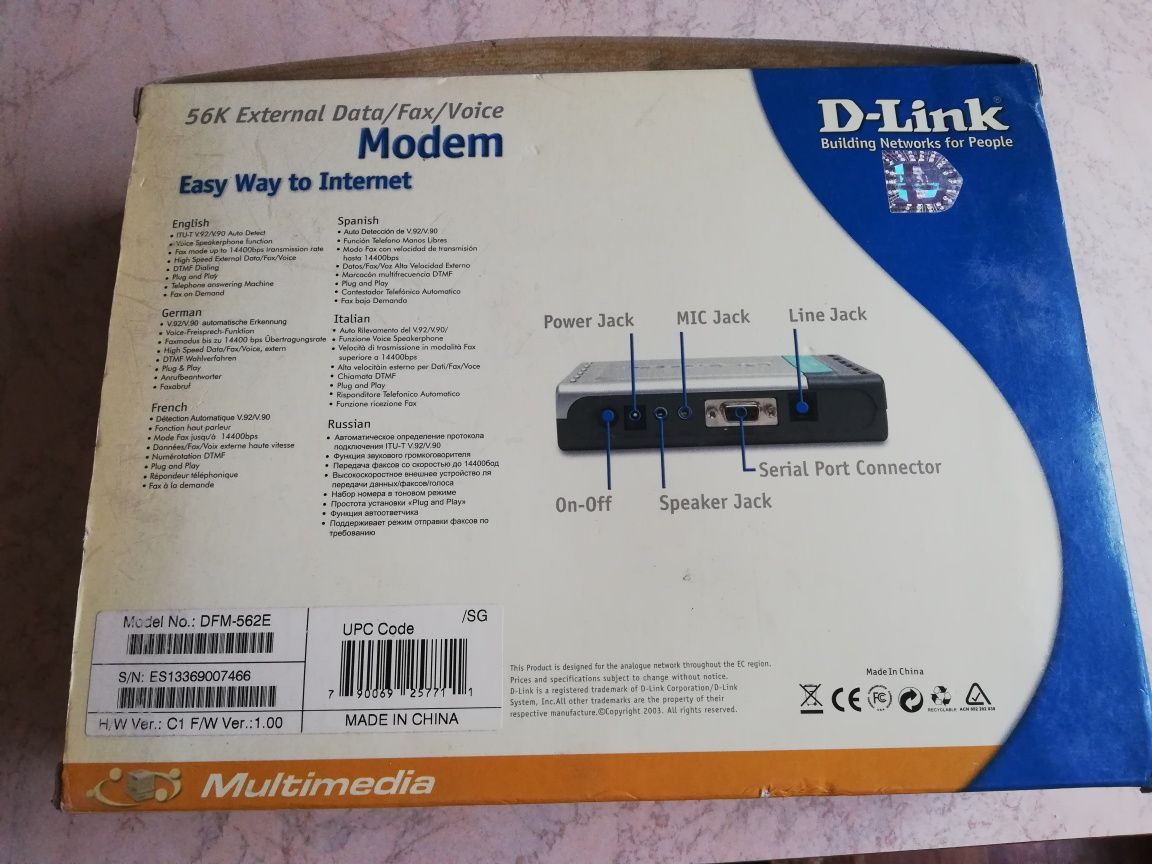 56K External Data/Fax/Voice
Modem
Easy Way to Internet
D-Link®
Building Networks for People
English
• ITU-T V.92/V.90 Auto Detect
• Voice Speakerphone function
• Fax mode up to 14400bps transmission rate
• High Speed External Data/Fax/Voice
• DTMF Dialing
• Plug and Play
• Telephone answering Machine
• Fax on Demand
German
• V.92/V.90 automatische Erkennung
• Voice-Freisprech-Funktion
• Faxmodus bis zu 14400 bps Übertragungsrate
• High Speed Data/Fax/Voice, extern
• DTMF Wahlverfahren
• Plug & Play
• Anrufbeantworter
• Faxabruf
French
• Détection Automatique V.92/V.90
• Fonction haut parleur
• Mode Fax jusqu'à 14400bps
• Données/Fax/Voix externe haute vitesse
• Numérotation DTMF
• Plug and Play
• Répondeur téléphonique
• Fax à la demande
Spanish
• Auto Detección de V.92/V.90
• Función Telefono Manos Libres
• Modo Fax con velocidad de transmisión
hasta 14400bps
• Datos/Fax/Voz Alta Velocidad Externo
• Marcacón multifrecuencia DTMF
• Plug and Play
• Contestador Telefónico Automatico
• Fax bajo Demanda
Italian
• Auto Rilevamento del V.92/V.90/
• Funzione Voice Speakerphone
• Velocità di trasmissione in modalità Fax
superiore a 14400bps
• Alta velocitàin esterno per Dati/Fax/Voce
• Chiamata DTMF
• Plug and Play
• Risponditore Telefonico Automatico
• Funzione ricezione Fax
Russian
• Автоматическое определение протокола
подключения ITU-T V.92/V.90
• Функция звукового громкоговорителя
• Передача факсов со скоростью до 14400бод
• Высокоскоростное внешнее устройство ля
передачи данных/факсов/голоса
• Набор номера в тоновом режиме
• Простота установки «Plug and Play»
• Функция автоответчика
• Поддерживает режим отправки факсов по
требованию
Power Jack
MIC Jack
Line Jack
On-Off
Speaker Jack
Serial Port Connector
Model No.: DFM-562E
S/N: ES13369007466
H/W Ver.: C1 F/W Ver.:1.00
/SG
UPC Code
7 90069 25771 1
MADE IN CHINA
This Product is designed for the analogue network throughout the EC region.
Prices and specifications subject to change without notice.
D-Link is a registered trademark of D-Link Corporation/D-Link
System, Inc.All other trademarks are the property of their
respective manufacture.©Copyright 2003. All rights reserved.
Made In China
CE FC
RECYCLABLE
Multimedia